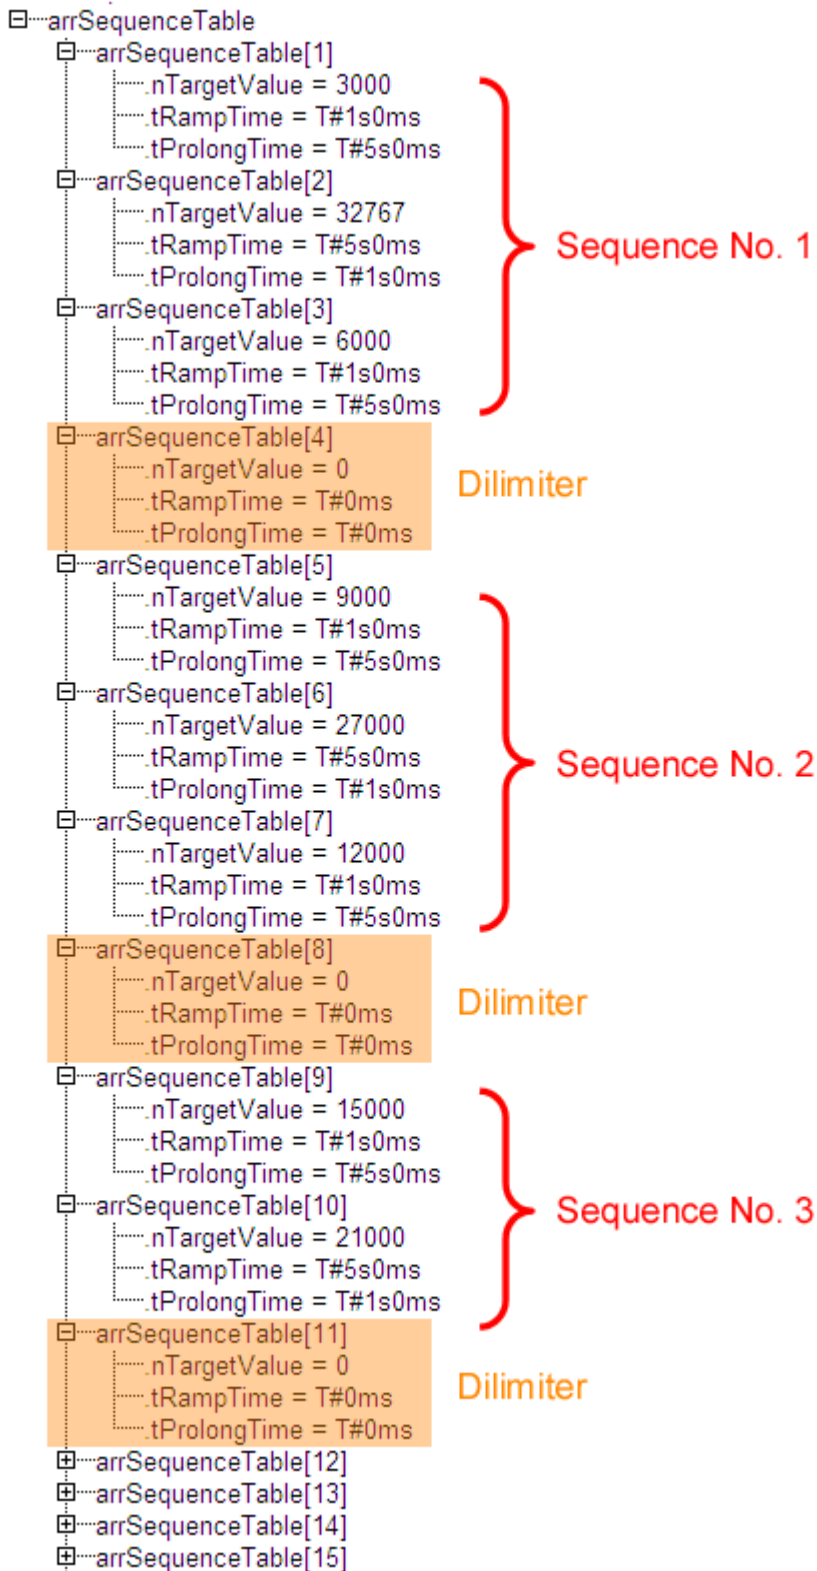 arrSequenceTable
arrSequenceTable[1]
.nTargetValue = 3000
.tRampTime = T#1s0ms
.tProlongTime = T#5s0ms
arrSequenceTable[2]
.nTargetValue = 32767
.tRampTime = T#5s0ms
Sequence No. 1
.tProlongTime = T#1s0ms
arrSequenceTable[3]
.nTargetValue = 6000
.tRampTime = T#1s0ms
.tProlongTime = T#5s0ms
arrSequenceTable[4]
.nTargetValue = 0
Dilimiter
.tRampTime = T#0ms
.tProlongTime = T#0ms
arrSequenceTable[5]
.nTargetValue = 9000
.tRampTime = T#1s0ms
.tProlongTime = T#5s0ms
arrSequenceTable[6]
.nTargetValue = 27000
.tRampTime = T#5s0ms
Sequence No. 2
.tProlongTime = T#1s0ms
arrSequenceTable[7]
.nTargetValue = 12000
.tRampTime = T#1s0ms
.tProlongTime = T#5s0ms
arrSequenceTable[8]
.nTargetValue = 0
Dilimiter
.tRampTime = T#0ms
.tProlongTime = T#0ms
arrSequenceTable[9]
.nTargetValue = 15000
.tRampTime = T#1s0ms
.tProlongTime = T#5s0ms
arrSequenceTable[10]
Sequence No. 3
.nTargetValue = 21000
.tRampTime = T#5s0ms
.tProlongTime = T#1s0ms
arrSequenceTable[11]
.nTargetValue = 0
Dilimiter
.tRampTime = T#0ms
.tProlongTime = T#0ms
arrSequenceTable[12]
arrSequenceTable[13]
arrSequenceTable[14]
arrSequenceTable[15]